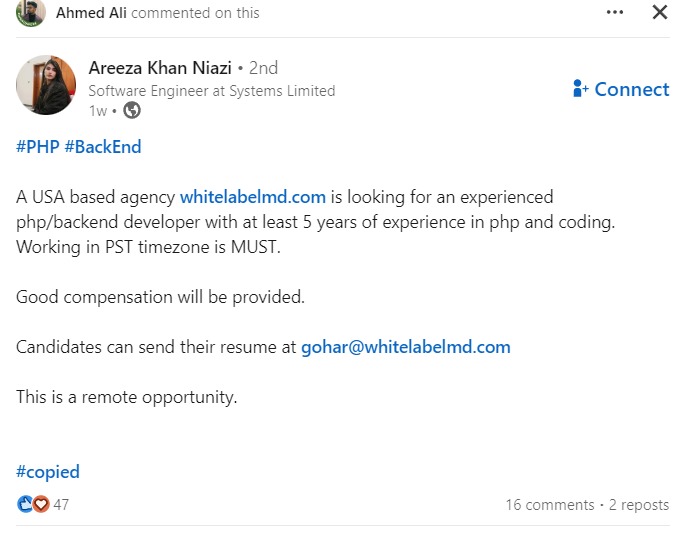 Ahmed Ali commented on this
Areeza Khan Niazi • 2nd
Software Engineer at Systems Limited
Connect
1w •
#PHP #BackEnd
A USA based agency whitelabelmd.com is looking for an experienced
php/backend developer with at least 5 years of experience in php and coding.
Working in PST timezone is MUST.
Good compensation will be provided.
Candidates can send their resume at gohar@whitelabelmd.com
This is a remote opportunity.
#copied
47
16 comments • 2 reposts